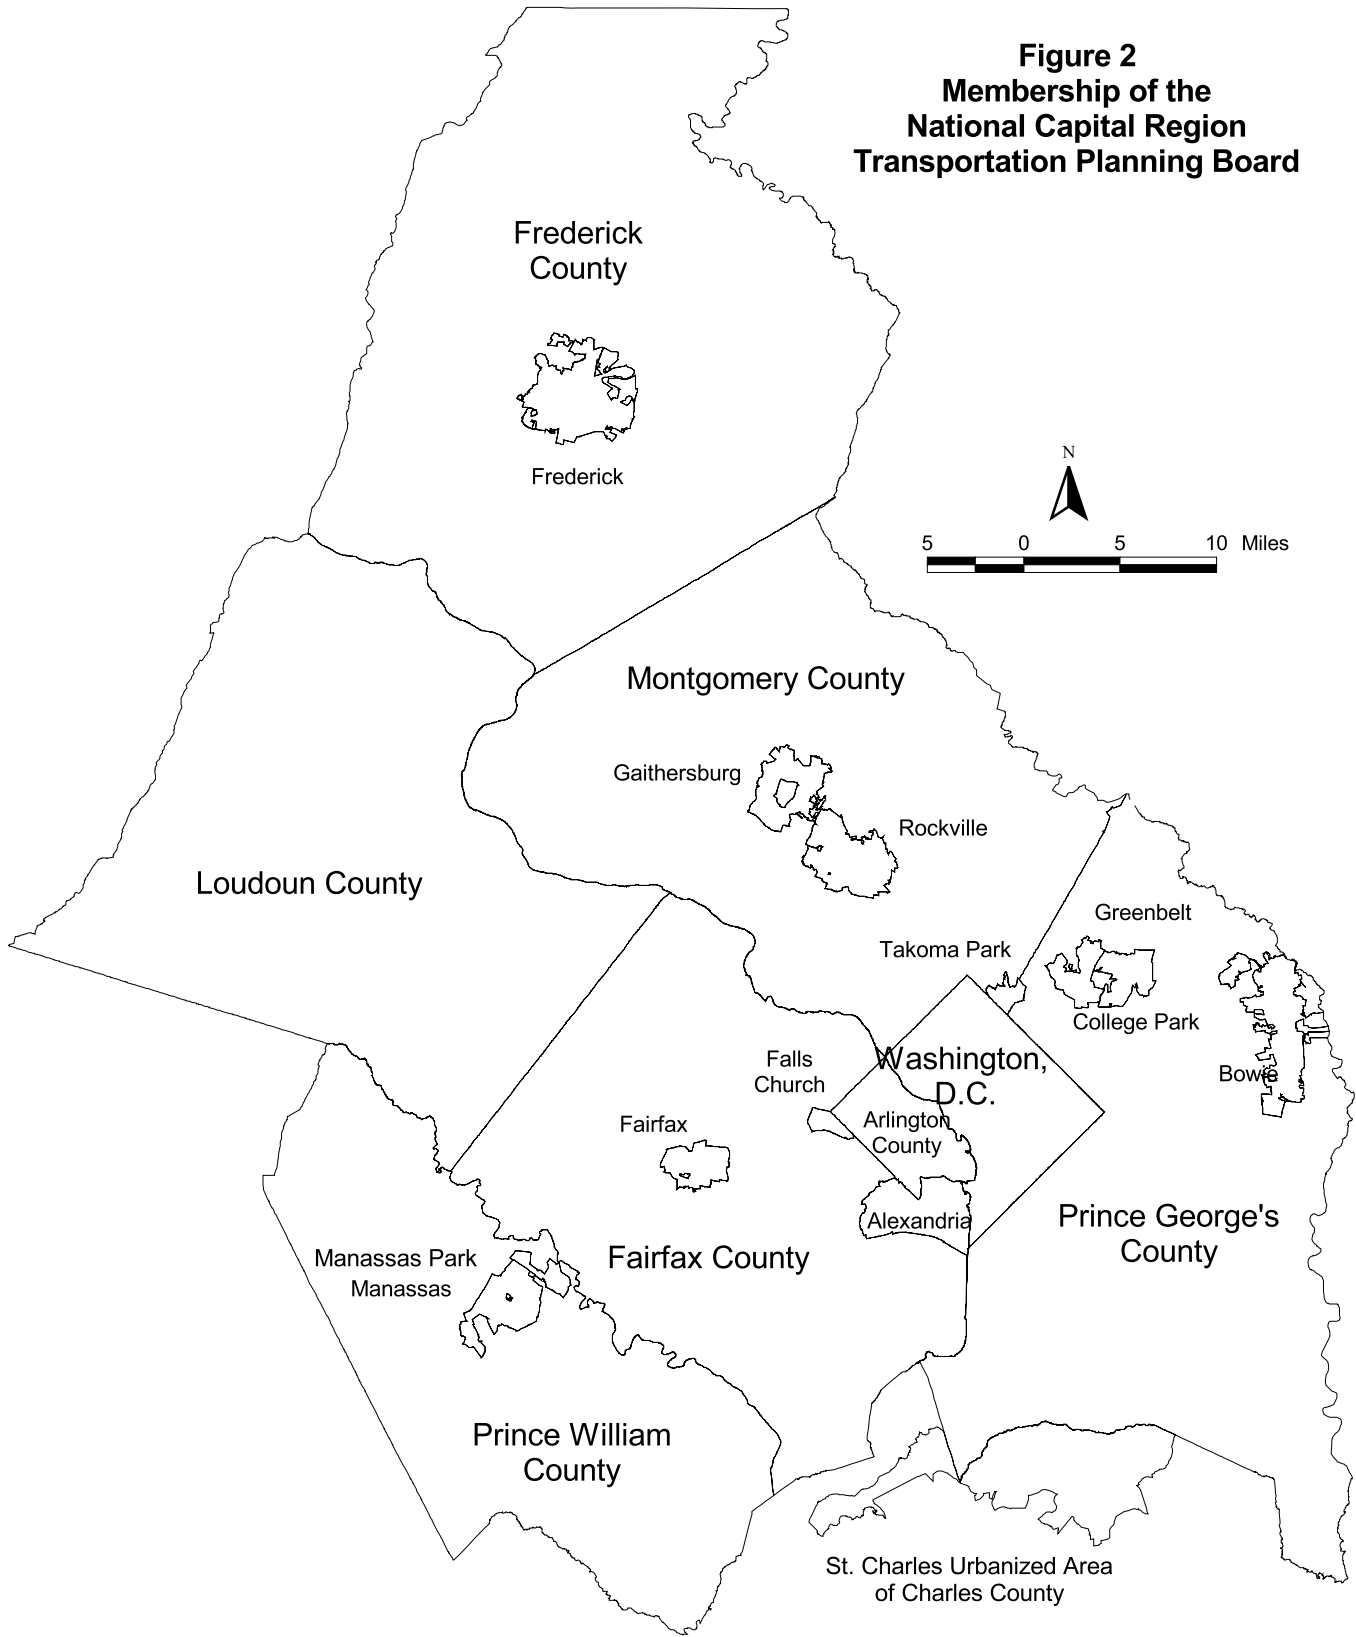 Figure 2
Membership of the
National Capital Region
Transportation Planning Board
Frederick
County
Frederick
N
5 0 5 10 Miles
Montgomery County
Gaithersburg
Rockville
Loudoun County
Greenbelt
Takoma Park
College Park
Falls
Church
Washington,
D.C.
Bowie
Fairfax
Arlington
County
Alexandria
Prince George's
County
Manassas Park
Manassas
Fairfax County
Prince William
County
St. Charles Urbanized Area
of Charles County